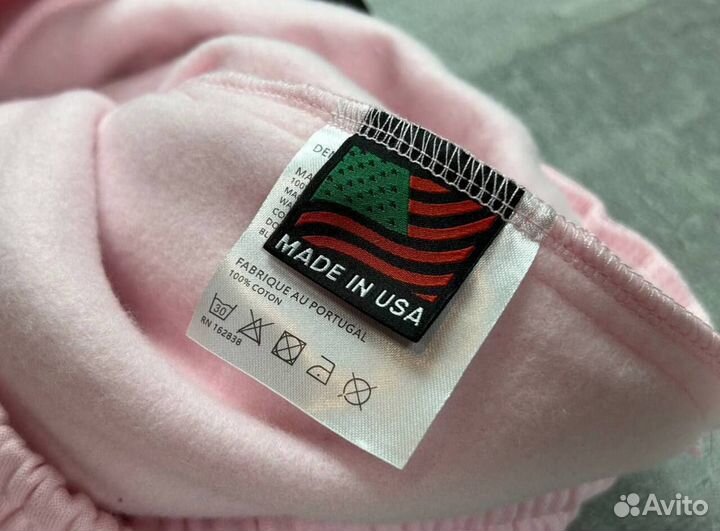 MADE IN USA
FABRIQUE AU PORTUGAL
100% COTON
30
RN 162838
Avito